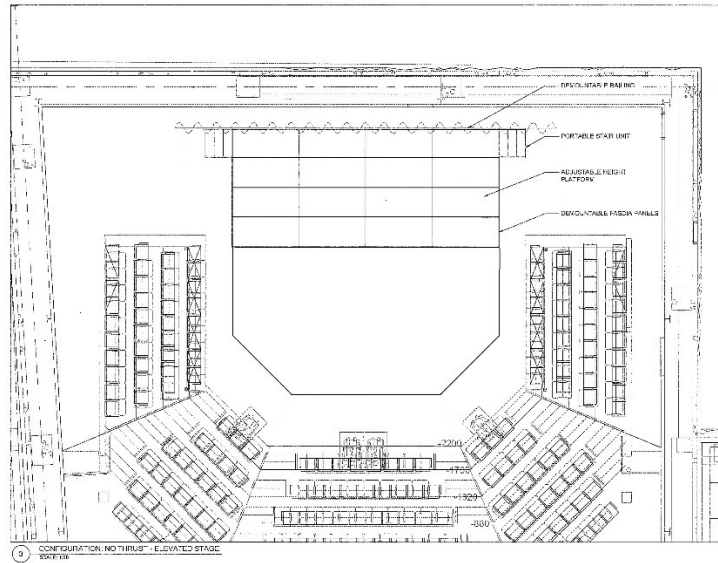 DEMOUNTABLE RAILING
PORTABLE STAIR UNIT
ADJUSTABLE HEIGHT
PLATFORM
DEMOUNTABLE FASCIA PANELS
-2200
-1760
-1320
-880
3
CONFIGURATION: NO THRUST - ELEVATED STAGE